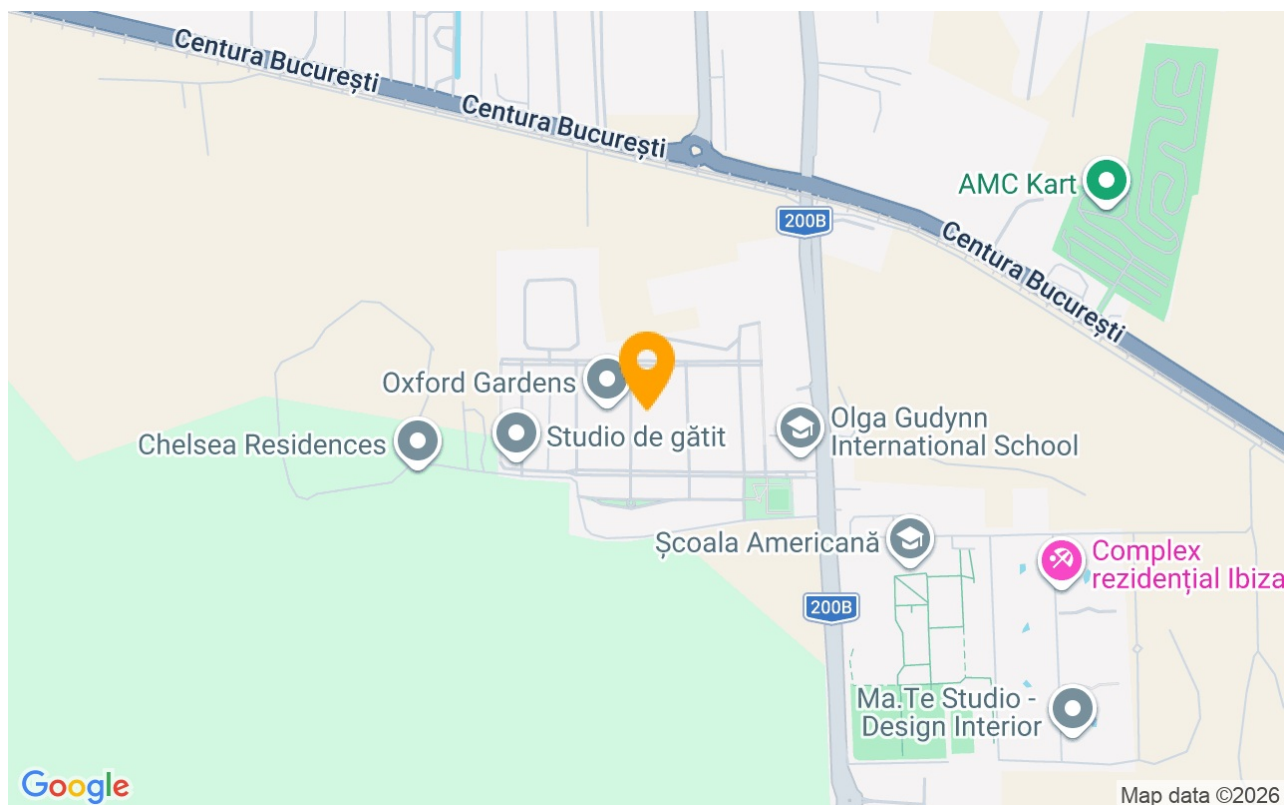 Centura București
Centura București
AMC Kart
200B
Centura București
Oxford Gardens
Chelsea Residences
Studio de gătit
Olga Gudynn
International School
Școala Americană
Complex
rezidențial Ibiza
200B
Ma.Te Studio -
Design Interior
Google
Map data ©2026